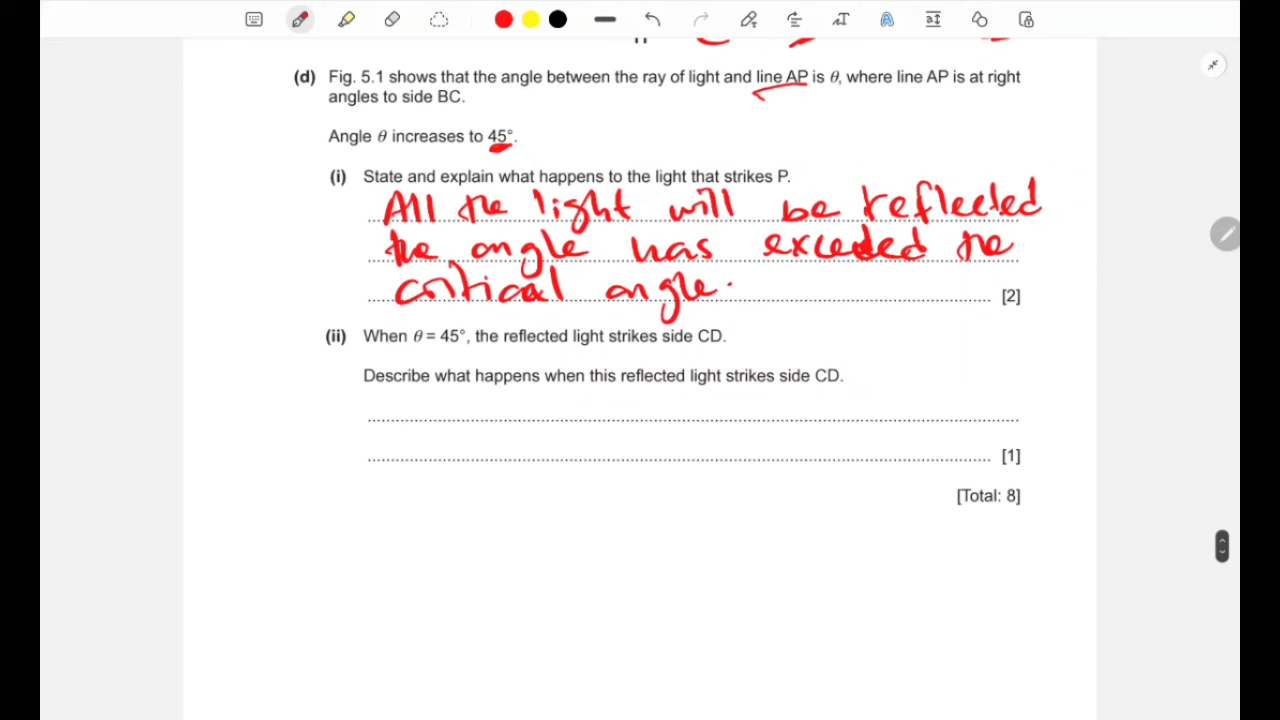 (d) Fig. 5.1 shows that the angle between the ray of light and line AP is θ, where line AP is at right
angles to side BC.
Angle θ increases to 45°.
(i) State and explain what happens to the light that strikes P.
All the light will be reflected
the angle has exceeded the
critical angle.
[2]
(ii) When θ = 45°, the reflected light strikes side CD.
Describe what happens when this reflected light strikes side CD.
[1]
[Total: 8]